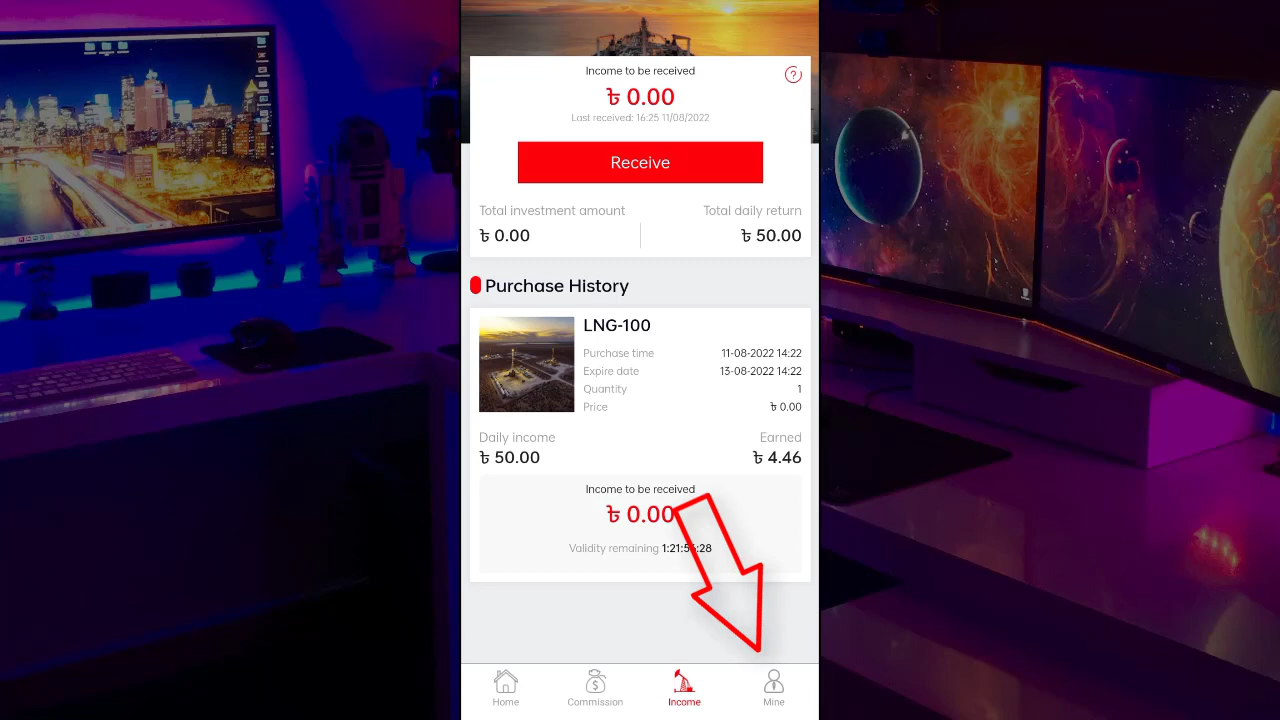 Income to be received
৳ 0.00
Last received: 16:25 11/08/2022
Receive
Total investment amount Total daily return
৳ 0.00 ৳ 50.00
Purchase History
LNG-100
Purchase time 11-08-2022 14:22
Expire date 13-08-2022 14:22
Quantity 1
Price ৳ 0.00
Daily income Earned
৳ 50.00 ৳ 4.46
Income to be received
৳ 0.00
Validity remaining
Home Commission Income Mine